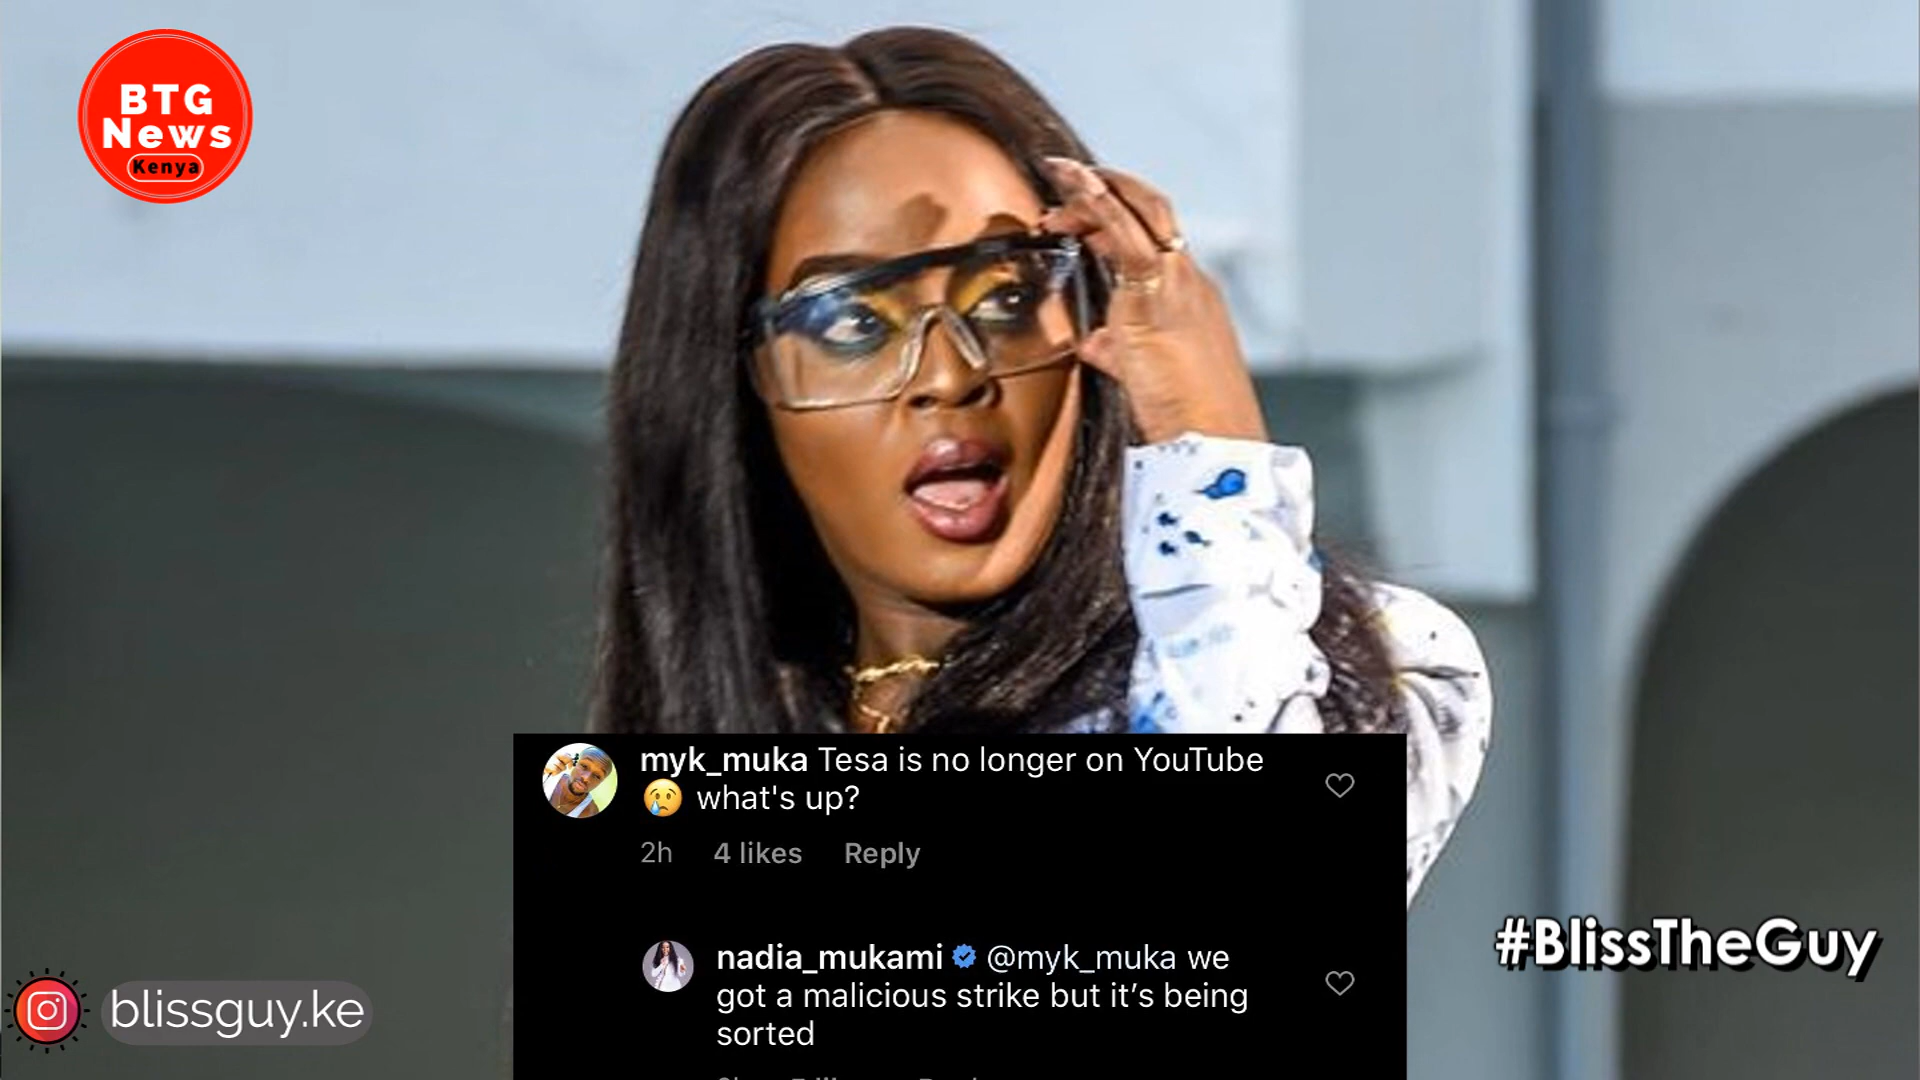 BTG
News
Kenya
myk_muka Tesa is no longer on YouTube
😢 what's up?
2h 4 likes Reply
nadia_mukami @myk_muka we
got a malicious strike but it’s being
sorted
#BlissTheGuy
blissguy.ke